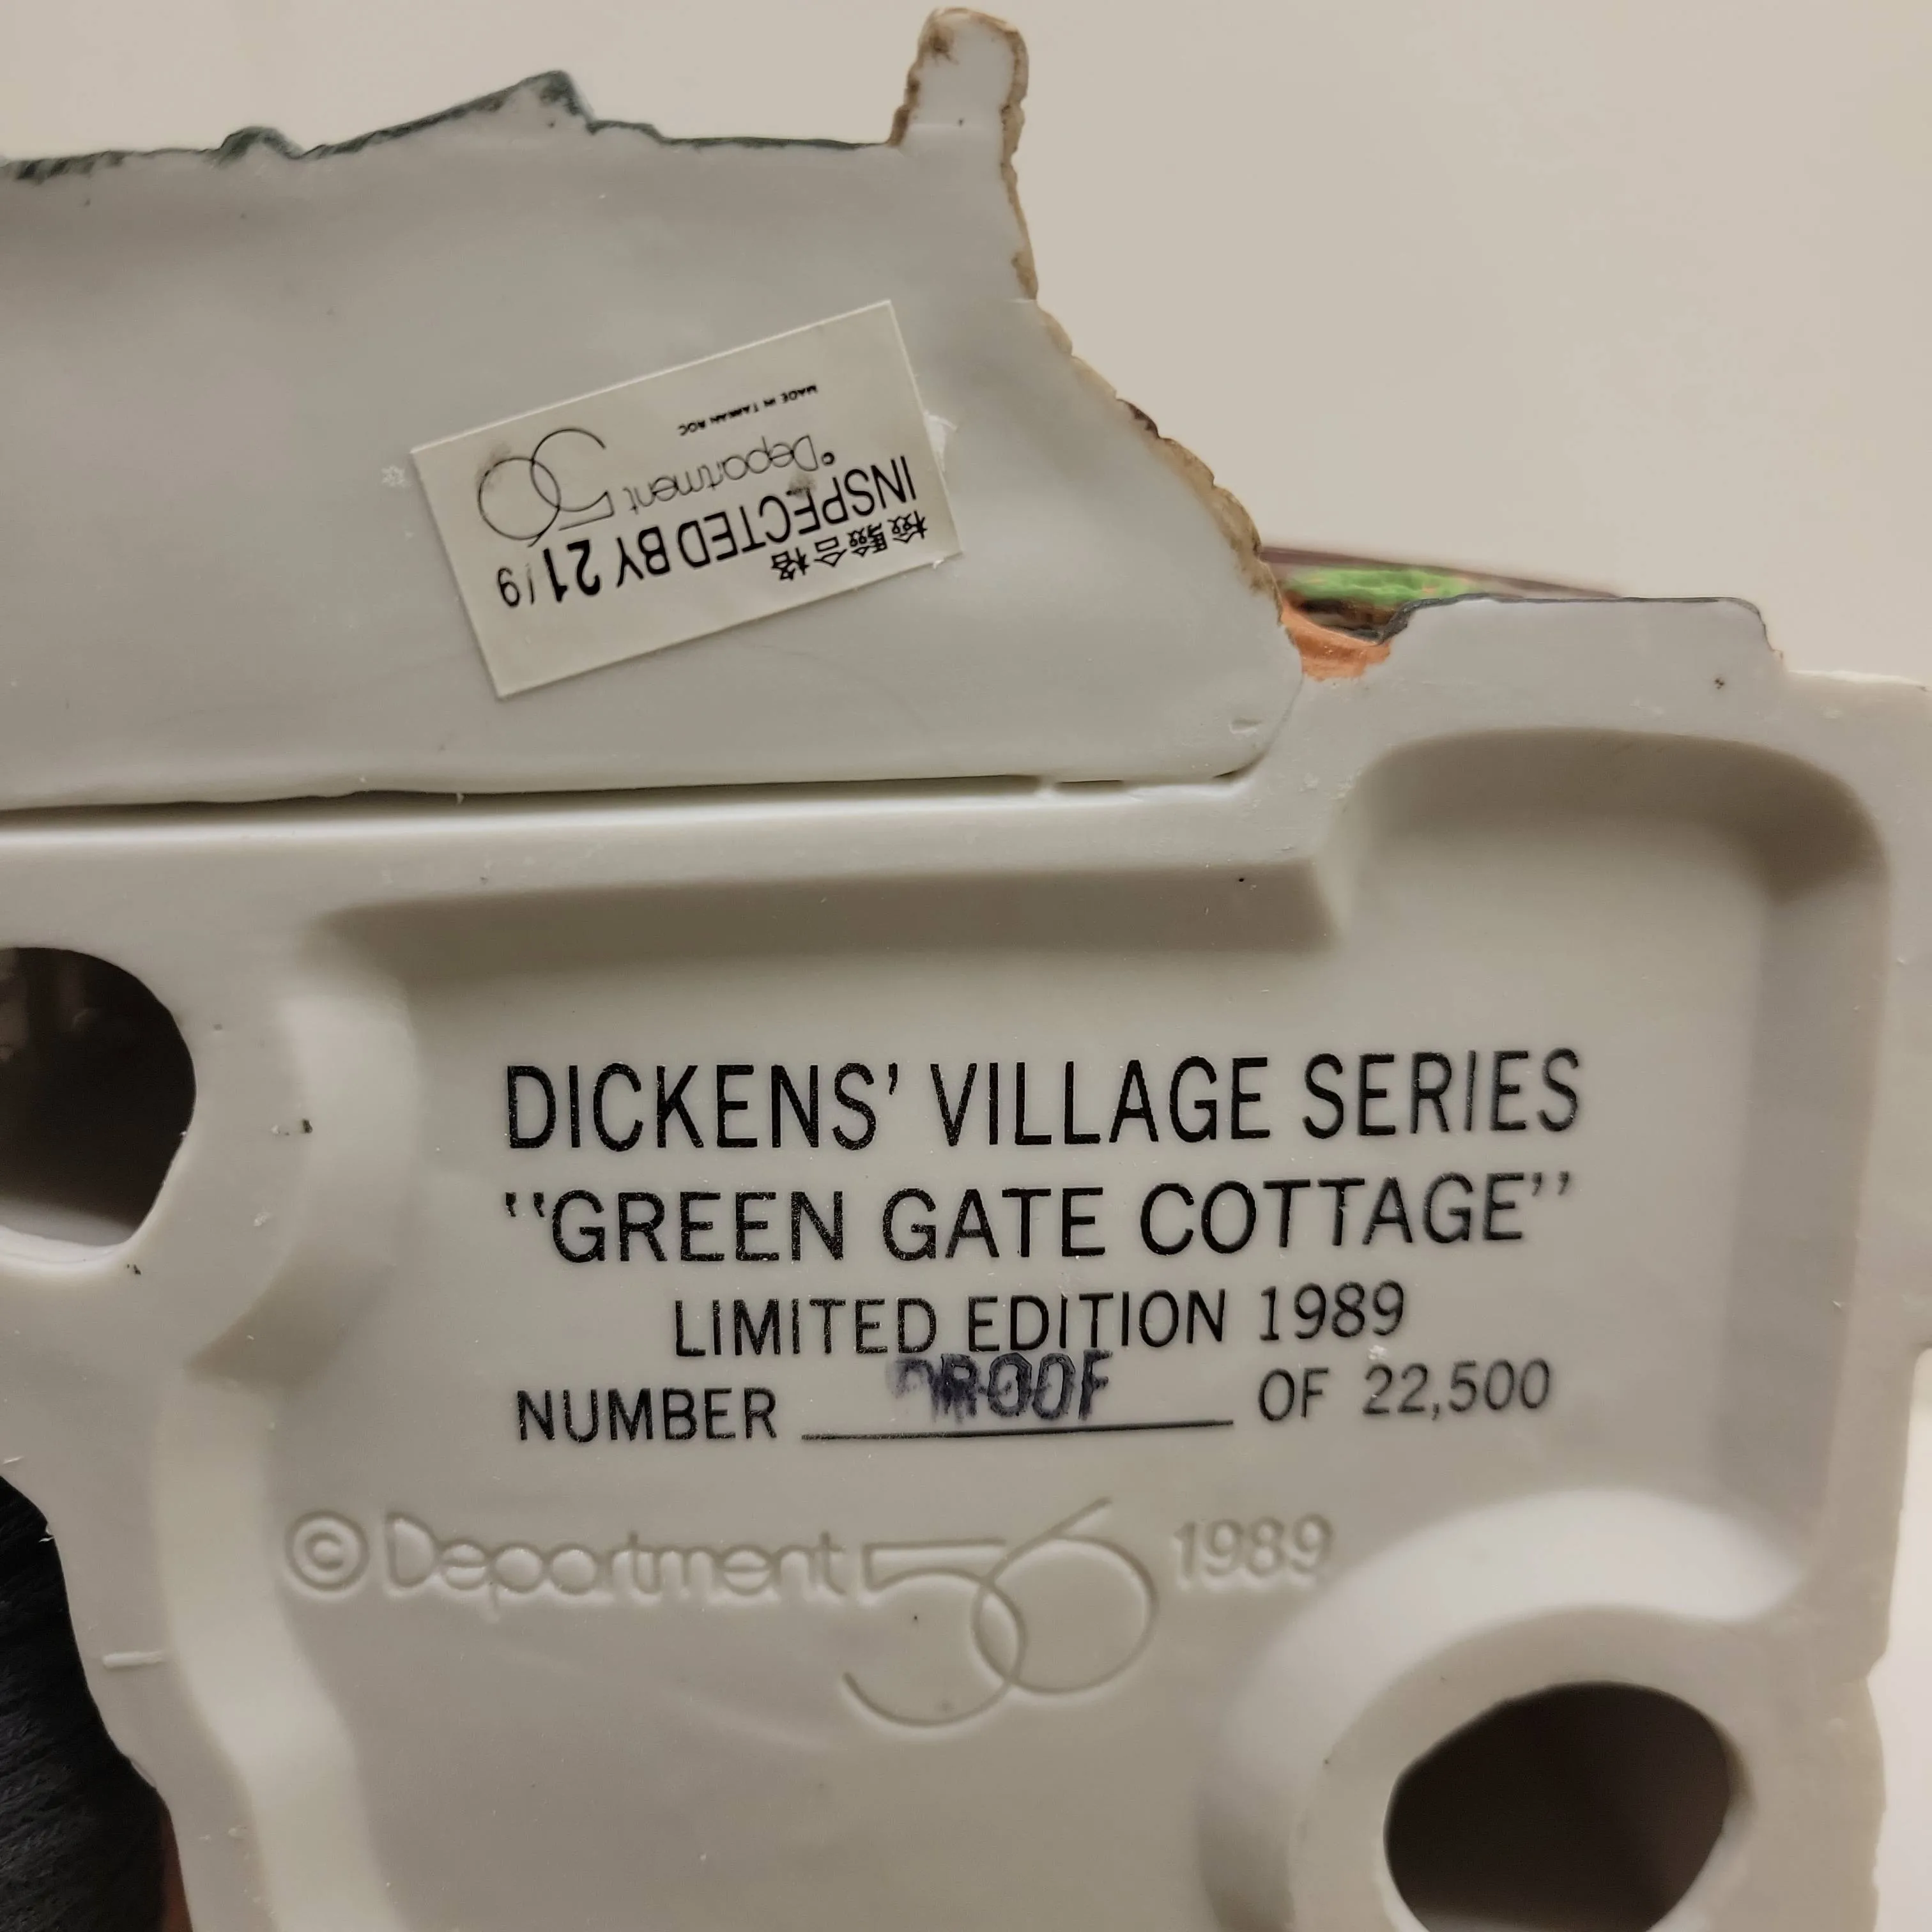 檢驗合格
INSPECTED BY 21/9
©Department 56
MADE IN TAIWAN ROC
DICKENS' VILLAGE SERIES
"GREEN GATE COTTAGE"
LIMITED EDITION 1989
NUMBER PROOF OF 22,500
© Department 56 1989